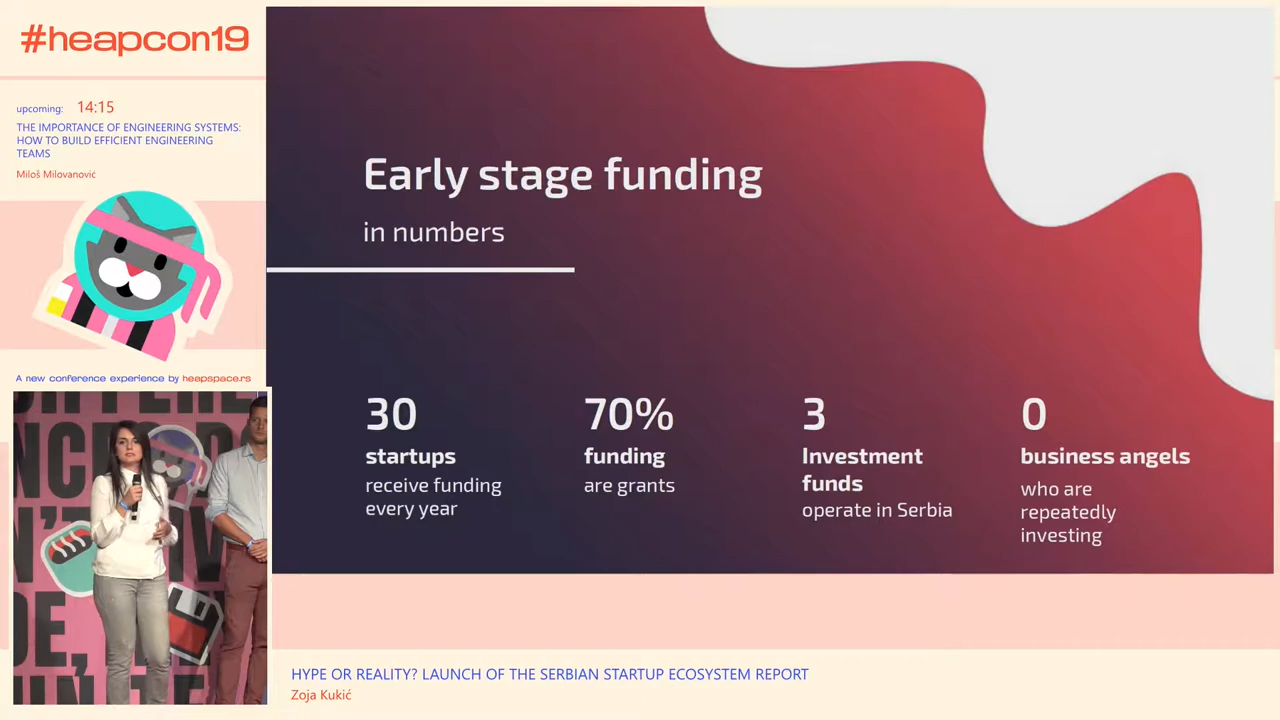 #heapcon19
upcoming: 14:15
THE IMPORTANCE OF ENGINEERING SYSTEMS:
HOW TO BUILD EFFICIENT ENGINEERING
TEAMS
Miloš Milovanović
A new conference experience by heapspace.rs
Early stage funding
in numbers
30
startups
receive funding
every year
70%
funding
are grants
3
Investment
funds
operate in Serbia
0
business angels
who are
repeatedly
investing
HYPE OR REALITY? LAUNCH OF THE SERBIAN STARTUP ECOSYSTEM REPORT
Zoja Kukić